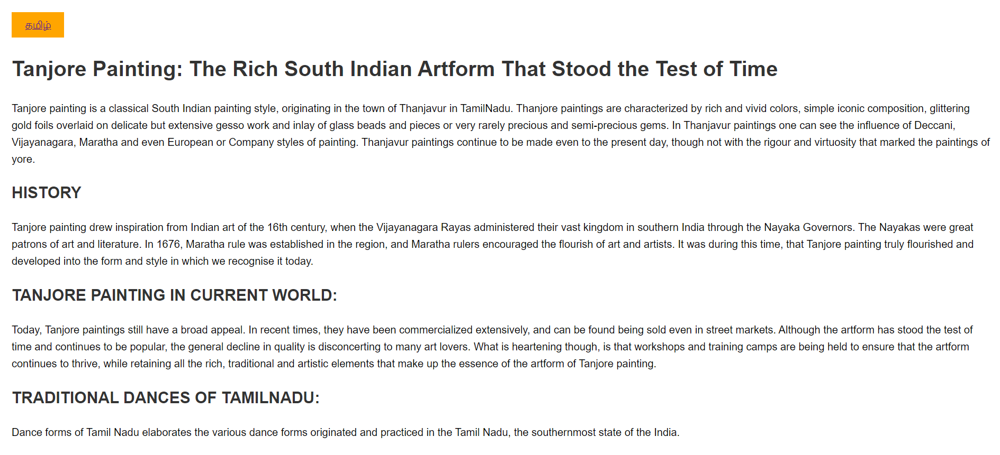 தமிழ்
Tanjore Painting: The Rich South Indian Artform That Stood the Test of Time
Tanjore painting is a classical South Indian painting style, originating in the town of Thanjavur in TamilNadu. Thanjore paintings are characterized by rich and vivid colors, simple iconic composition, glittering
gold foils overlaid on delicate but extensive gesso work and inlay of glass beads and pieces or very rarely precious and semi-precious gems. In Thanjavur paintings one can see the influence of Deccani,
Vijayanagara, Maratha and even European or Company styles of painting. Thanjavur paintings continue to be made even to the present day, though not with the rigour and virtuosity that marked the paintings of
yore.
HISTORY
Tanjore painting drew inspiration from Indian art of the 16th century, when the Vijayanagara Rayas administered their vast kingdom in southern India through the Nayaka Governors. The Nayakas were great
patrons of art and literature. In 1676, Maratha rule was established in the region, and Maratha rulers encouraged the flourish of art and artists. It was during this time, that Tanjore painting truly flourished and
developed into the form and style in which we recognise it today.
TANJORE PAINTING IN CURRENT WORLD:
Today, Tanjore paintings still have a broad appeal. In recent times, they have been commercialized extensively, and can be found being sold even in street markets. Although the artform has stood the test of
time and continues to be popular, the general decline in quality is disconcerting to many art lovers. What is heartening though, is that workshops and training camps are being held to ensure that the artform
continues to thrive, while retaining all the rich, traditional and artistic elements that make up the essence of the artform of Tanjore painting.
TRADITIONAL DANCES OF TAMILNADU:
Dance forms of Tamil Nadu elaborates the various dance forms originated and practiced in the Tamil Nadu, the southernmost state of the India.